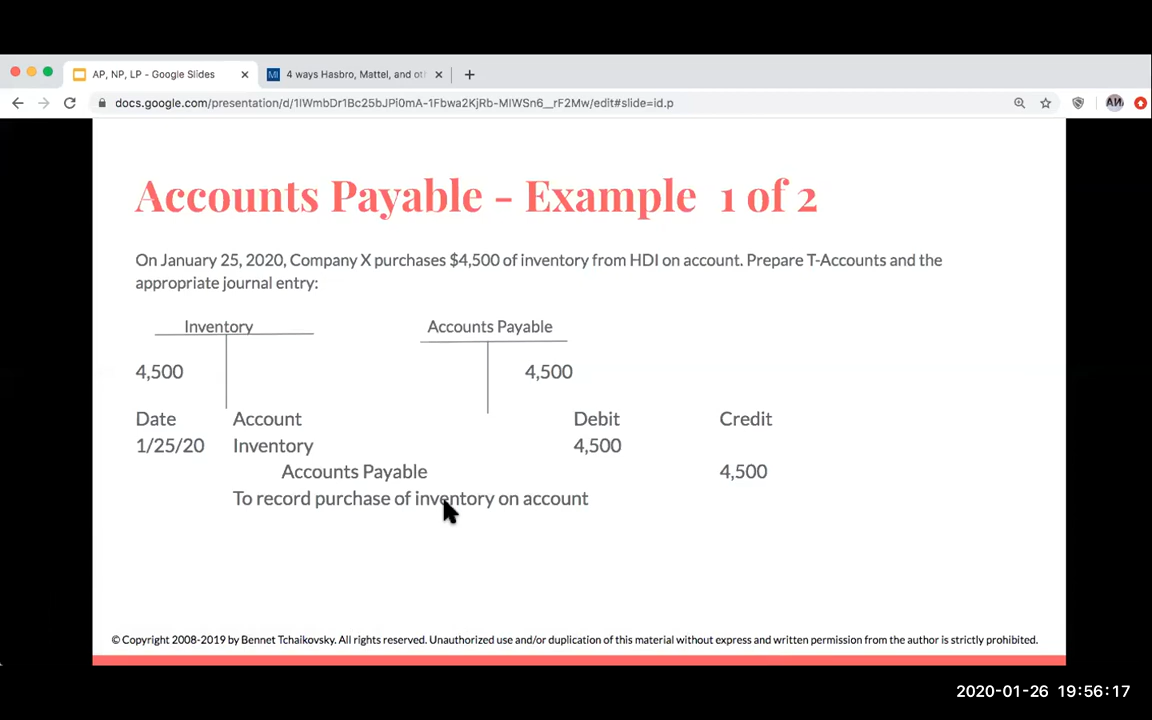 AP, NP, LP - Google Slides
4 ways Hasbro, Mattel, and ot
docs.google.com/presentation/d/1IWmbDr1Bc25bJPi0mA-1Fbwa2KjRb-MIWSn6__rF2Mw/edit#slide=id.p
Accounts Payable - Example 1 of 2
On January 25, 2020, Company X purchases $4,500 of inventory from HDI on account. Prepare T-Accounts and the
appropriate journal entry:
Inventory Accounts Payable
4,500 4,500
Date Account Debit Credit
1/25/20 Inventory 4,500
Accounts Payable 4,500
To record purchase of inventory on account
© Copyright 2008-2019 by Bennet Tchaikovsky. All rights reserved. Unauthorized use and/or duplication of this material without express and written permission from the author is strictly prohibited.
2020-01-26 19:56:17